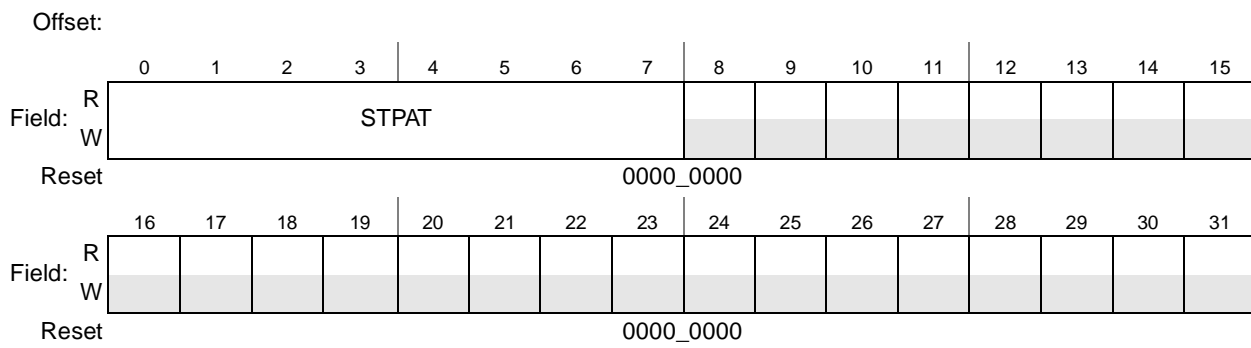 Offset:
0 1 2 3 4 5 6 7 8 9 10 11 12 13 14 15
R
Field: STPAT
W
Reset 0000_0000
16 17 18 19 20 21 22 23 24 25 26 27 28 29 30 31
R
Field:
W
Reset 0000_0000